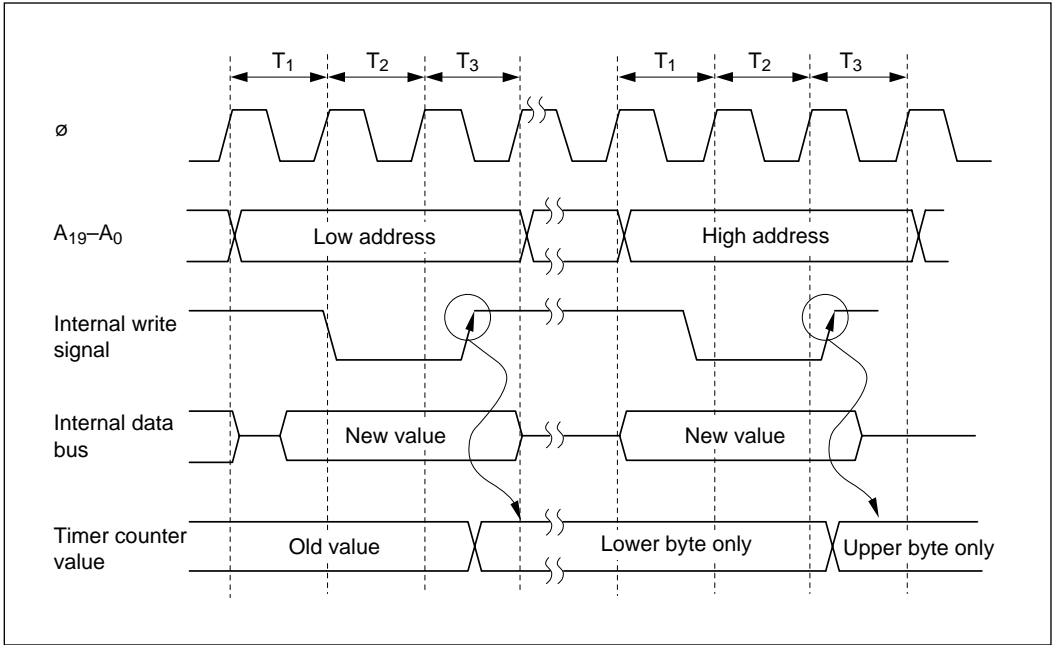 T1 T2 T3 T1 T2 T3
ø
A19–A0
Low address
High address
Internal write
signal
Internal data
bus
New value
New value
Timer counter
value
Old value
Lower byte only
Upper byte only